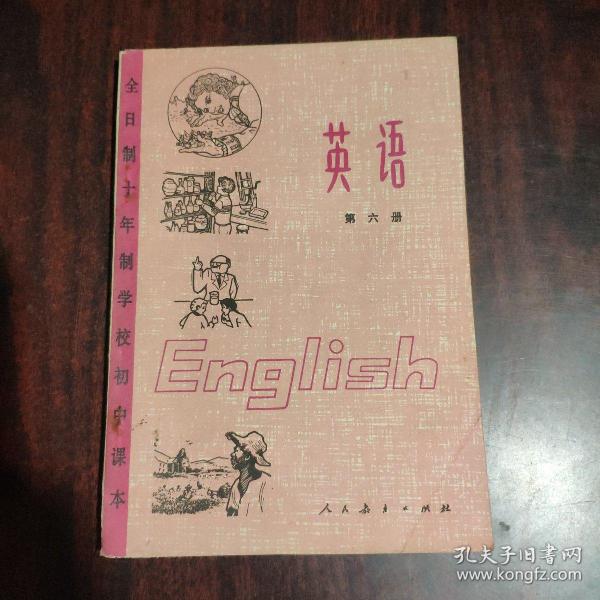 全日制十年制学校初中课本
英语
第六册
English
人民教育出版社
孔夫子旧书网
www.kongfz.com